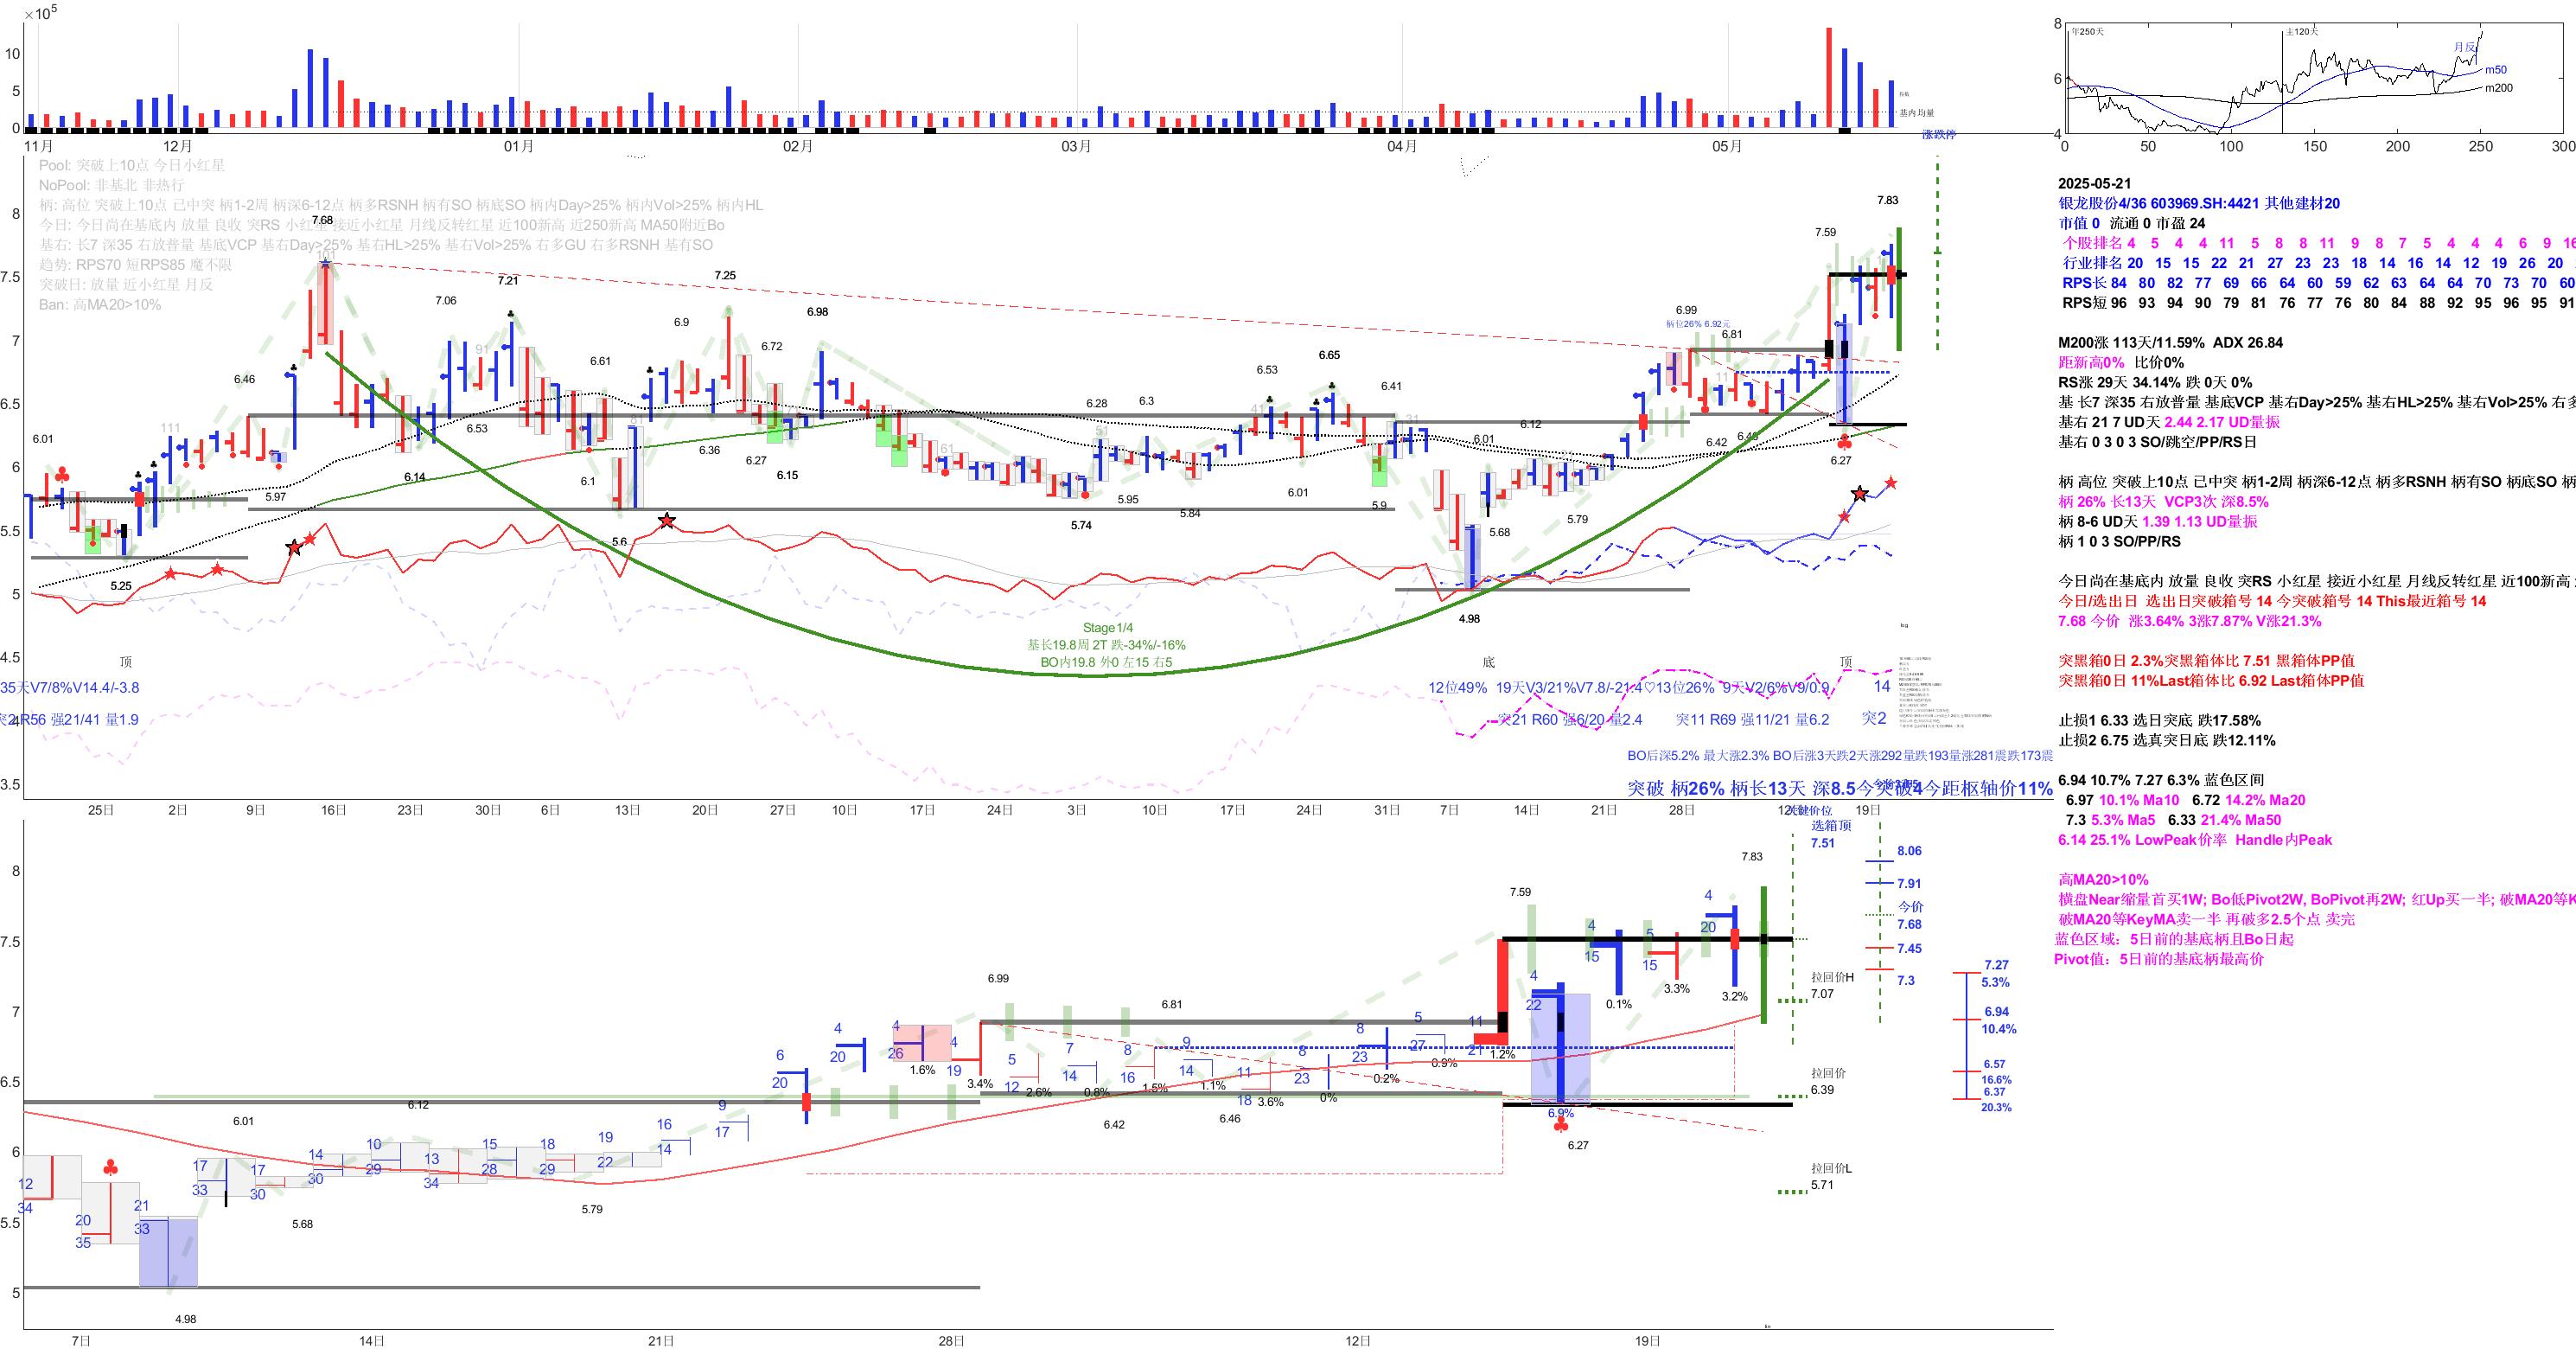 ×10⁵
10
5
0
基内均量
涨跌停
11月 12月 01月 02月 03月 04月 05月
8
6
4
年250天
主120天
月反
m50
m200
0 50 100 150 200 250 300
Pool: 突破上10点 今日小红星
NoPool: 非基北 非热行
柄: 高位 突破上10点 已中突 柄1-2周 柄深6-12点 柄多RSNH 柄有SO 柄底SO 柄内Day>25% 柄内Vol>25% 柄内HL
今日: 今日尚在基底内 放量 良收 突RS 小红星 接近小红星 月线反转红星 近100新高 近250新高 MA50附近Bo
基右: 长7 深35 右放普量 基底VCP 基右Day>25% 基右HL>25% 基右Vol>25% 右多GU 右多RSNH 基有SO
趋势: RPS70 短RPS85 魔不限
突破日: 放量 近小红星 月反
Ban: 高MA20>10%
8
7.5
7
6.5
6
5.5
5
4.5
4
3.5
6.01
5.25
111
5.97
6.46
7.68
101
6.14
7.06
91
6.53
7.21
6.61
6.1
5.6
81
6.9
6.36
7.25
6.27
6.72
6.15
6.98
61
5.74
6.28
51
5.95
6.3
5.84
41
6.53
6.01
6.65
5.9
6.41
31
4.98
6.01
5.68
6.12
5.79
6.99
柄位26% 6.92元
6.81
11
6.42
6.46
7.59
6.27
7.83
Stage1/4
基长19.8周 2T 跌-34%/-16%
BO内19.8 外0 左15 右5
顶
底
顶
35天V7/8%V14.4/-3.8
突2 R56 强21/41 量1.9
12位49% 19天V3/21%V7.8/-21.4♡13位26% 9天V2/6%V9/0.9
14
突21 R60 强6/20 量2.4
突11 R69 强11/21 量6.2
突2
BO后深5.2% 最大涨2.3% BO后涨3天跌2天涨292量跌193量涨281震跌173震
突破 柄26% 柄长13天 深8.5今突破4今距枢轴价11%
25日 2日 9日 16日 23日 30日 6日 13日 20日 27日 10日 17日 24日 3日 10日 17日 24日 31日 7日 14日 21日 28日 12日 19日
2025-05-21
银龙股份4/36 603969.SH:4421 其他建材20
市值 0 流通 0 市盈 24
个股排名 4 5 4 4 11 5 8 8 11 9 8 7 5 4 4 4 6 9 16
行业排名 20 15 15 22 21 27 23 23 18 14 16 14 12 19 26 20
RPS长 84 80 82 77 69 66 64 60 59 62 63 64 64 70 73 70 60
RPS短 96 93 94 90 79 81 76 77 76 80 84 88 92 95 96 95 91
M200涨 113天/11.59% ADX 26.84
距新高0% 比价0%
RS涨 29天 34.14% 跌 0天 0%
基 长7 深35 右放普量 基底VCP 基右Day>25% 基右HL>25% 基右Vol>25% 右多
基右 21 7 UD天 2.44 2.17 UD量振
基右 0 3 0 3 SO/跳空/PP/RS日
柄 高位 突破上10点 已中突 柄1-2周 柄深6-12点 柄多RSNH 柄有SO 柄底SO 柄
柄 26% 长13天 VCP3次 深8.5%
柄 8-6 UD天 1.39 1.13 UD量振
柄 1 0 3 SO/PP/RS
今日尚在基底内 放量 良收 突RS 小红星 接近小红星 月线反转红星 近100新高
今日/选出日 选出日突破箱号 14 今突破箱号 14 This最近箱号 14
7.68 今价 涨3.64% 3涨7.87% V涨21.3%
突黑箱0日 2.3%突黑箱体比 7.51 黑箱体PP值
突黑箱0日 11%Last箱体比 6.92 Last箱体PP值
止损1 6.33 选日突底 跌17.58%
止损2 6.75 选真突日底 跌12.11%
6.94 10.7% 7.27 6.3% 蓝色区间
6.97 10.1% Ma10 6.72 14.2% Ma20
7.3 5.3% Ma5 6.33 21.4% Ma50
6.14 25.1% LowPeak价率 Handle内Peak
高MA20>10%
横盘Near缩量首买1W; Bo低Pivot2W, BoPivot再2W; 红Up买一半; 破MA20等K
破MA20等KeyMA卖一半 再破多2.5个点 卖完
蓝色区域: 5日前的基底柄且Bo日起
Pivot值: 5日前的基底柄最高价
8
7.5
7
6.5
6
5.5
5
12
34
20
35
21
33
4.98
17
33
6.01
17
30
5.68
14
30
10
29
6.12
13
34
15
28
18
29
5.79
19
22
16
14
9
17
6
20
4
20
4
26
1.6%
4
19
3.4%
6.99
5
12
2.6%
7
14
0.8%
6.42
8
16
1.5%
6.81
9
14
1.1%
6.46
11
18
3.6%
8
23
0%
8
23
0.2%
5
27
0.9%
11
21
1.2%
7.59
4
22
6.9%
6.27
4
15
0.1%
5
15
3.3%
4
20
3.2%
7.83
选箱顶
7.51
拉回价H
7.07
拉回价
6.39
拉回价L
5.71
8.06
7.91
今价
7.68
7.45
7.3
7.27
5.3%
6.94
10.4%
6.57
16.6%
6.37
20.3%
7日 14日 21日 28日 12日 19日